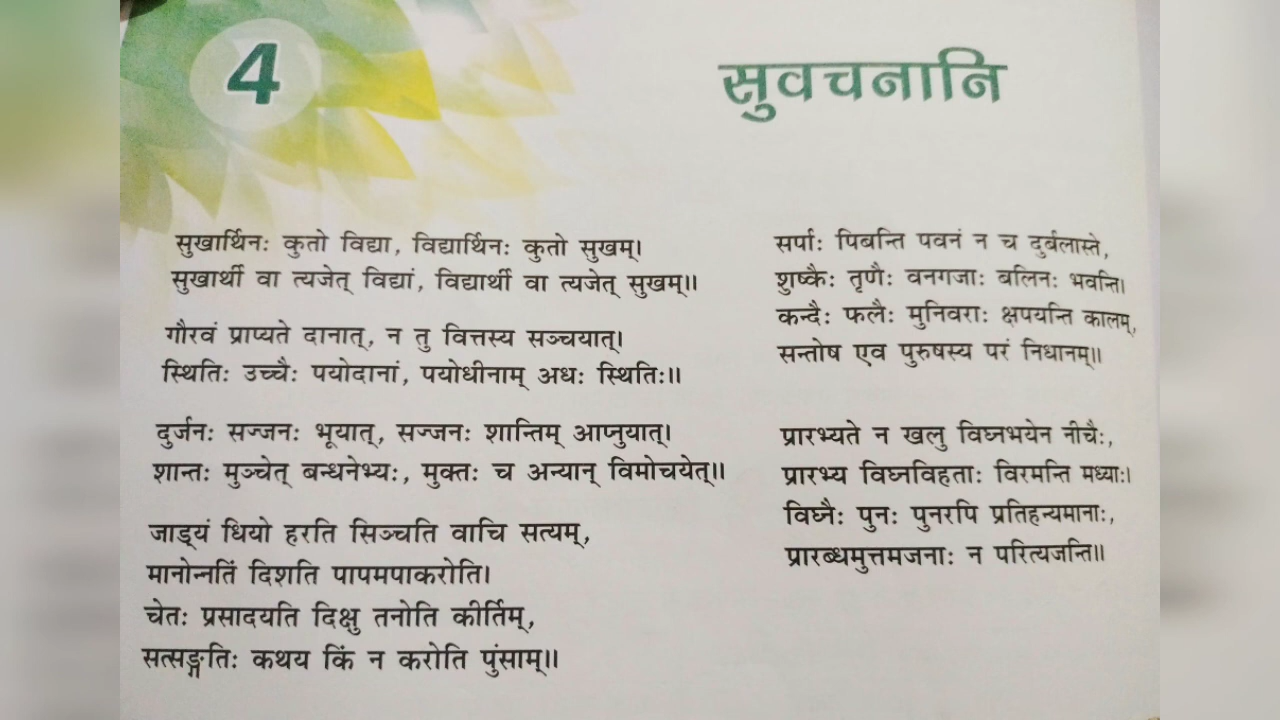 4
सुवचनानि
सुखार्थिनः कुतो विद्या, विद्यार्थिनः कुतो सुखम्।
सुखार्थी वा त्यजेत् विद्यां, विद्यार्थी वा त्यजेत् सुखम्॥
गौरवं प्राप्यते दानात्, न तु वित्तस्य सञ्चयात्।
स्थितिः उच्चैः पयोदानां, पयोधीनाम् अधः स्थितिः॥
दुर्जनः सज्जनः भूयात्, सज्जनः शान्तिम् आप्नुयात्।
शान्तः मुञ्चेत् बन्धनेभ्यः, मुक्तः च अन्यान् विमोचयेत्॥
जाड्यं धियो हरति सिञ्चति वाचि सत्यम्,
मानोन्नतिं दिशति पापमपाकरोति।
चेतः प्रसादयति दिक्षु तनोति कीर्तिम्,
सत्सङ्गतिः कथय किं न करोति पुंसाम्॥
सर्पाः पिबन्ति पवनं न च दुर्बलास्ते,
शुष्कैः तृणैः वनगजाः बलिनः भवन्ति।
कन्दैः फलैः मुनिवराः क्षपयन्ति कालम्,
सन्तोष एव पुरुषस्य परं निधानम्॥
प्रारभ्यते न खलु विघ्नभयेन नीचैः,
प्रारभ्य विघ्नविहताः विरमन्ति मध्याः।
विघ्नैः पुनः पुनरपि प्रतिहन्यमानाः,
प्रारब्धमुत्तमजनाः न परित्यजन्ति॥